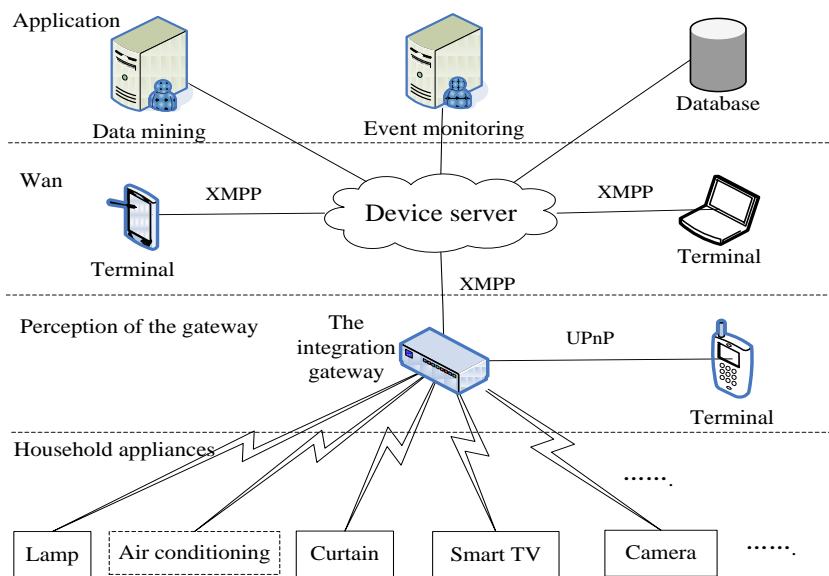 Application
Data mining
Event monitoring
Database
Wan
XMPP
Device server
XMPP
Terminal
Terminal
XMPP
Perception of the gateway
The
integration
gateway
UPnP
Terminal
Household appliances
…….
Lamp
Air conditioning
Curtain
Smart TV
Camera
…….